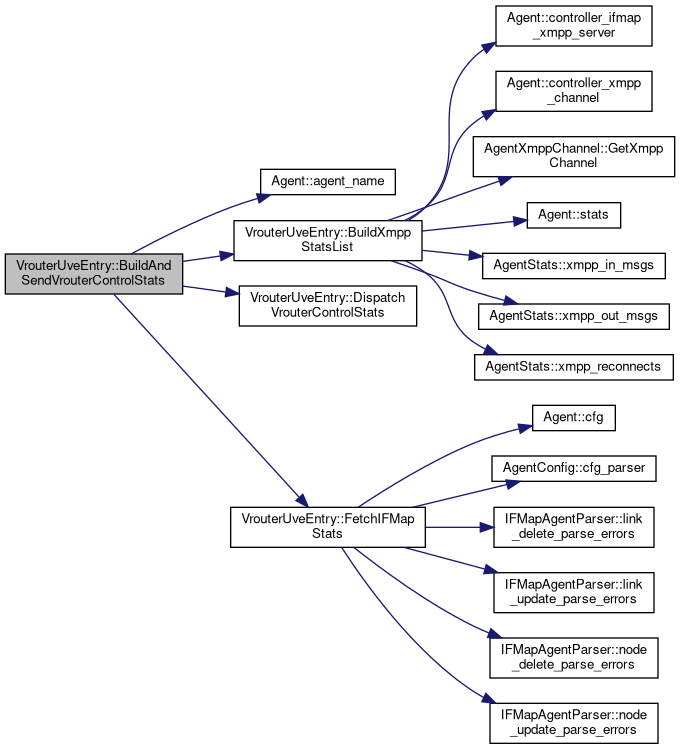 VrouterUveEntry::BuildAnd
SendVrouterControlStats
Agent::agent_name
VrouterUveEntry::BuildXmpp
StatsList
VrouterUveEntry::Dispatch
VrouterControlStats
VrouterUveEntry::FetchIFMap
Stats
Agent::controller_ifmap
_xmpp_server
Agent::controller_xmpp
_channel
AgentXmppChannel::GetXmpp
Channel
Agent::stats
AgentStats::xmpp_in_msgs
AgentStats::xmpp_out_msgs
AgentStats::xmpp_reconnects
Agent::cfg
AgentConfig::cfg_parser
IFMapAgentParser::link
_delete_parse_errors
IFMapAgentParser::link
_update_parse_errors
IFMapAgentParser::node
_delete_parse_errors
IFMapAgentParser::node
_update_parse_errors